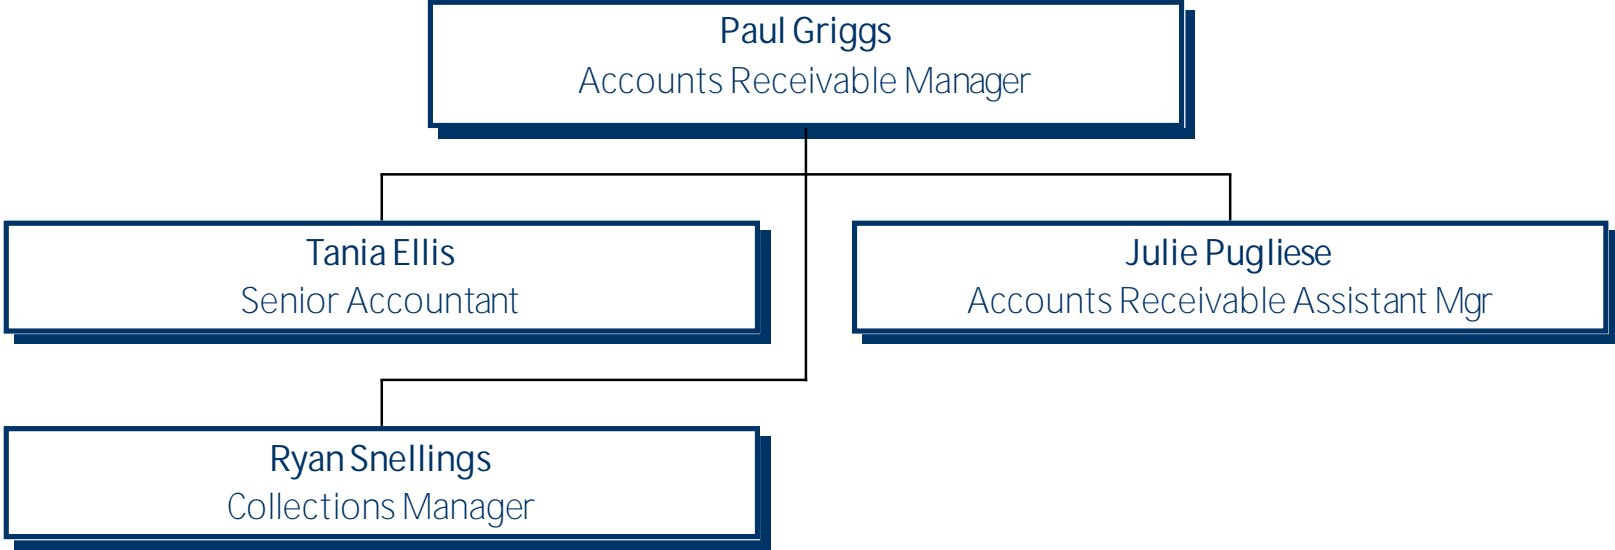 Paul Griggs
Accounts Receivable Manager
Tania Ellis
Senior Accountant
Julie Pugliese
Accounts Receivable Assistant Mgr
Ryan Snellings
Collections Manager